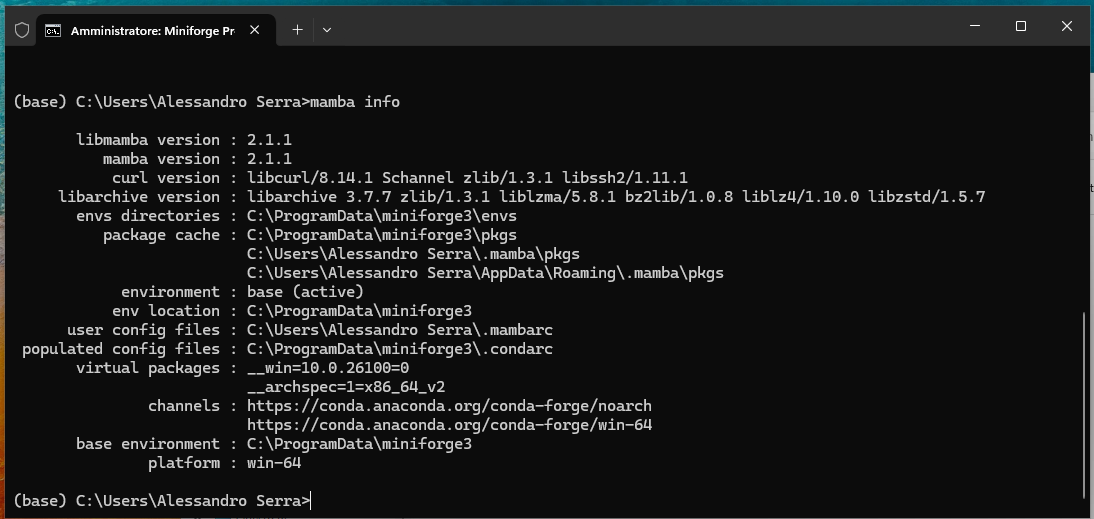 Amministratore: Miniforge Pr
(base) C:\Users\Alessandro Serra>mamba info
libmamba version : 2.1.1
mamba version : 2.1.1
curl version : libcurl/8.14.1 Schannel zlib/1.3.1 libssh2/1.11.1
libarchive version : libarchive 3.7.7 zlib/1.3.1 liblzma/5.8.1 bz2lib/1.0.8 liblz4/1.10.0 libzstd/1.5.7
envs directories : C:\ProgramData\miniforge3\envs
package cache : C:\ProgramData\miniforge3\pkgs
C:\Users\Alessandro Serra\.mamba\pkgs
C:\Users\Alessandro Serra\AppData\Roaming\.mamba\pkgs
environment : base (active)
env location : C:\ProgramData\miniforge3
user config files : C:\Users\Alessandro Serra\.mambarc
populated config files : C:\ProgramData\miniforge3\.condarc
virtual packages : __win=10.0.26100=0
__archspec=1=x86_64_v2
channels : https://conda.anaconda.org/conda-forge/noarch
https://conda.anaconda.org/conda-forge/win-64
base environment : C:\ProgramData\miniforge3
platform : win-64
(base) C:\Users\Alessandro Serra>